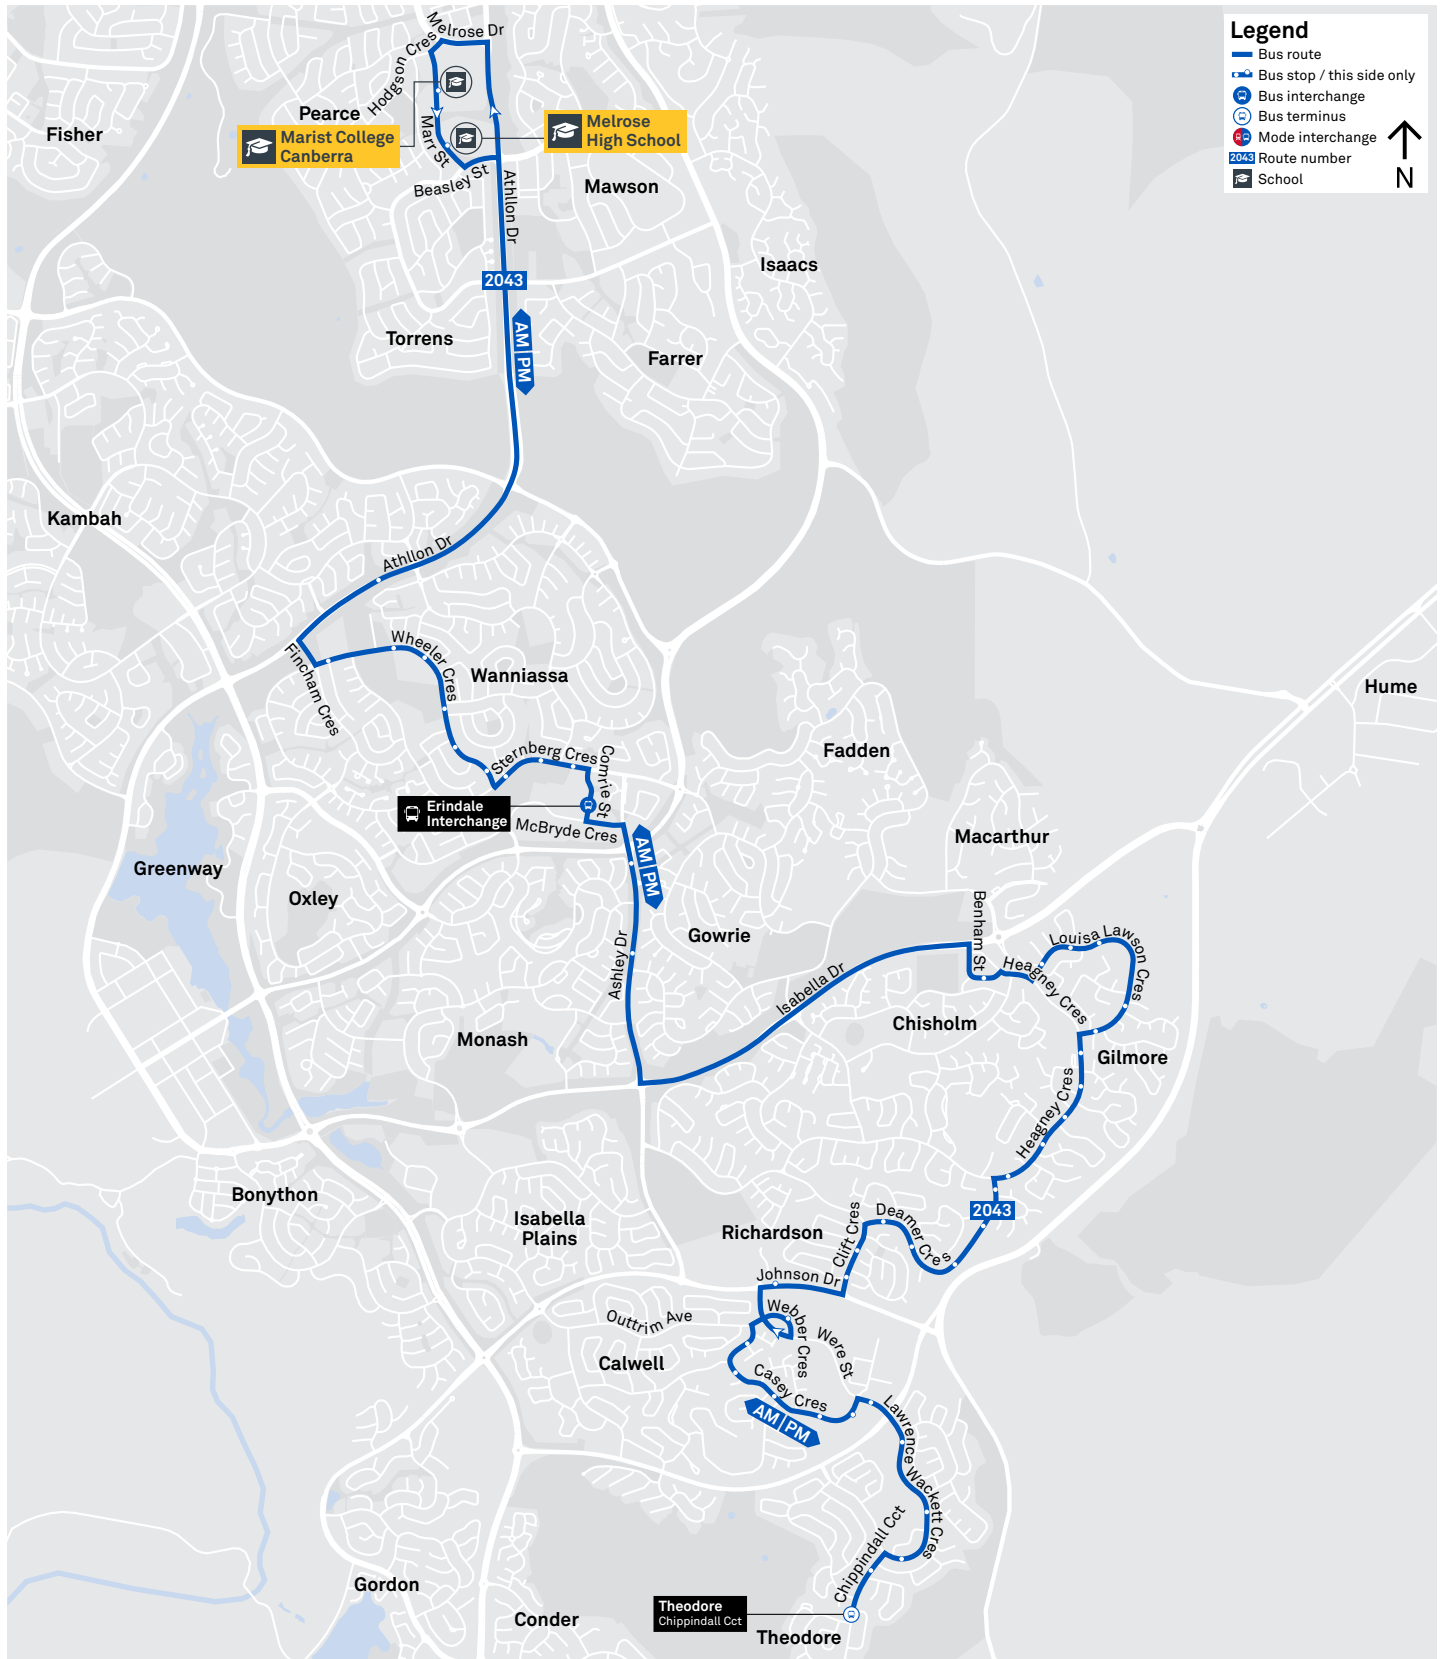 Legend
Bus route
Bus stop / this side only
Bus interchange
Bus terminus
Mode interchange
2043 Route number
School
N
Melrose Dr
Hodgson Cres
Pearce
Fisher
Marist College
Canberra
Melrose
High School
Marr St
Beasley St
Athllon Dr
Mawson
Isaacs
2043
AM PM
Torrens
Farrer
Kambah
Athllon Dr
Fincham Cres
Wheeler Cres
Wanniassa
Hume
Sternberg Cres
Comrie St
Fadden
Erindale
Interchange
McBryde Cres
AM PM
Macarthur
Greenway
Oxley
Benham St
Gowrie
Ashley Dr
Isabella Dr
Louisa Lawson Cres
Heagney Cres
Chisholm
Monash
Gilmore
Heagney Cres
Bonython
Isabella
Plains
Richardson
Clift Cres
Deamer Cres
2043
Johnson Dr
Webber Cres
Outtrim Ave
Were St
Calwell
Casey Cres
AM PM
Lawrence Wackett Cres
Chippindall Cct
Gordon
Conder
Theodore
Chippindall Cct
Theodore